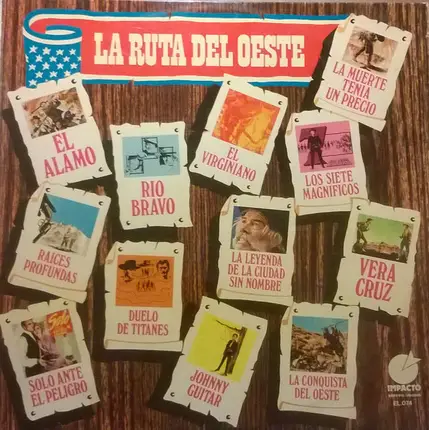 LA RUTA DEL OESTE
LA MUERTE
TENIA
UN PRECIO
EL
ALAMO
RIO
BRAVO
EL
VIRGINIANO
LOS SIETE
MAGNIFICOS
RAICES
PROFUNDAS
DUELO
DE TITANES
LA LEYENDA
DE LA CIUDAD
SIN NOMBRE
VERA
CRUZ
SOLO ANTE
EL PELIGRO
JOHNNY
GUITAR
LA CONQUISTA
DEL OESTE
IMPACTO
EL.074